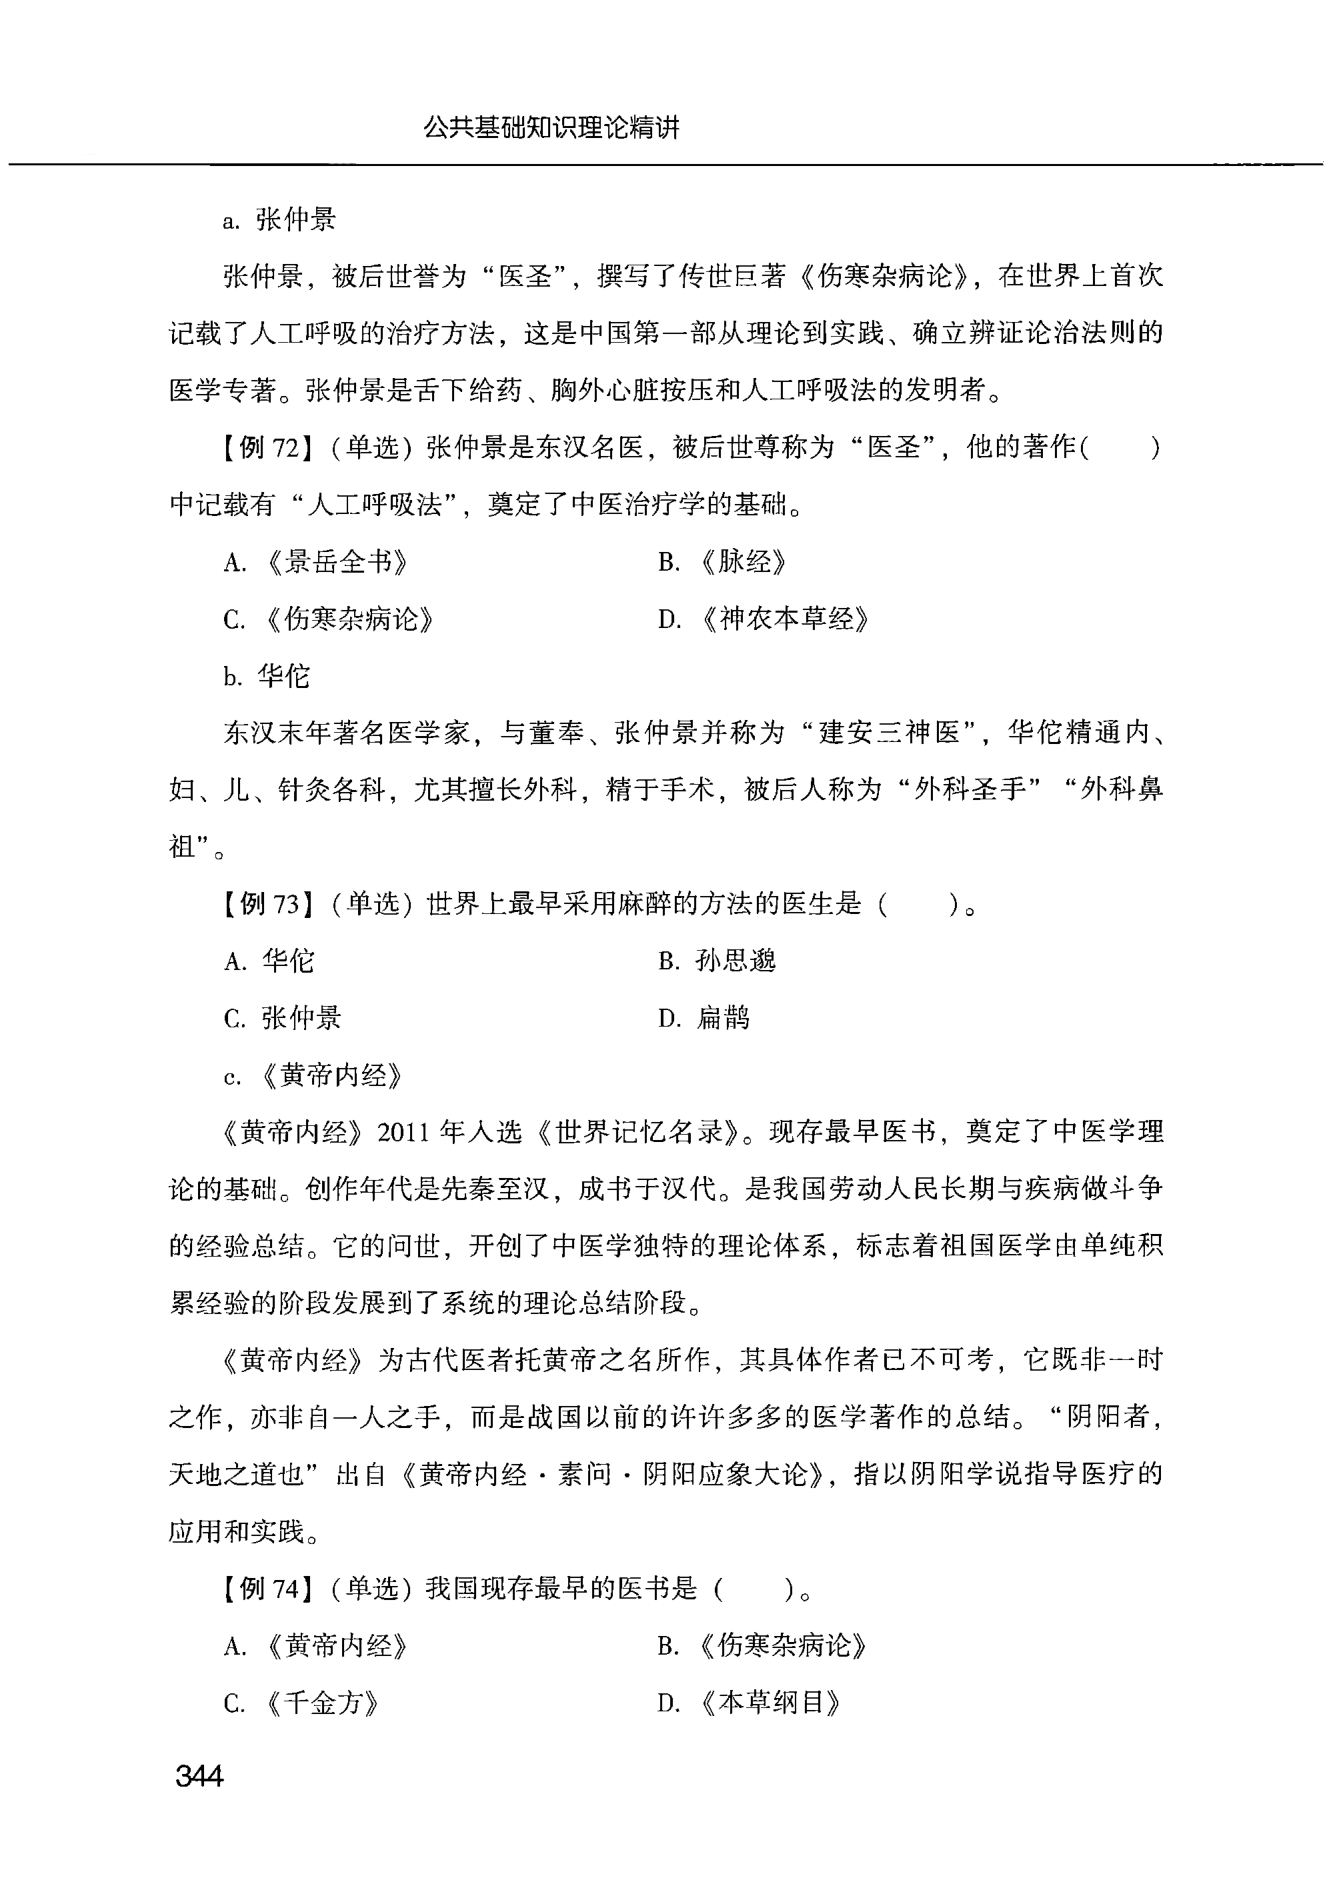 公共基础知识理论精讲
a. 张仲景
张仲景，被后世誉为“医圣”，撰写了传世巨著《伤寒杂病论》，在世界上首次
记载了人工呼吸的治疗方法，这是中国第一部从理论到实践、确立辨证论治法则的
医学专著。张仲景是舌下给药、胸外心脏按压和人工呼吸法的发明者。
【例 72】(单选) 张仲景是东汉名医，被后世尊称为“医圣”，他的著作(　　)
中记载有“人工呼吸法”，奠定了中医治疗学的基础。
A. 《景岳全书》　　B. 《脉经》
C. 《伤寒杂病论》　　D. 《神农本草经》
b. 华佗
东汉末年著名医学家，与董奉、张仲景并称为“建安三神医”，华佗精通内、
妇、儿、针灸各科，尤其擅长外科，精于手术，被后人称为“外科圣手”“外科鼻
祖”。
【例 73】(单选) 世界上最早采用麻醉的方法的医生是 (　　)。
A. 华佗　　B. 孙思邈
C. 张仲景　　D. 扁鹊
c. 《黄帝内经》
《黄帝内经》2011 年入选《世界记忆名录》。现存最早医书，奠定了中医学理
论的基础。创作年代是先秦至汉，成书于汉代。是我国劳动人民长期与疾病做斗争
的经验总结。它的问世，开创了中医学独特的理论体系，标志着祖国医学由单纯积
累经验的阶段发展到了系统的理论总结阶段。
《黄帝内经》为古代医者托黄帝之名所作，其具体作者已不可考，它既非一时
之作，亦非自一人之手，而是战国以前的许许多多的医学著作的总结。“阴阳者，
天地之道也”出自《黄帝内经·素问·阴阳应象大论》，指以阴阳学说指导医疗的
应用和实践。
【例 74】(单选) 我国现存最早的医书是 (　　)。
A. 《黄帝内经》　　B. 《伤寒杂病论》
C. 《千金方》　　D. 《本草纲目》
344